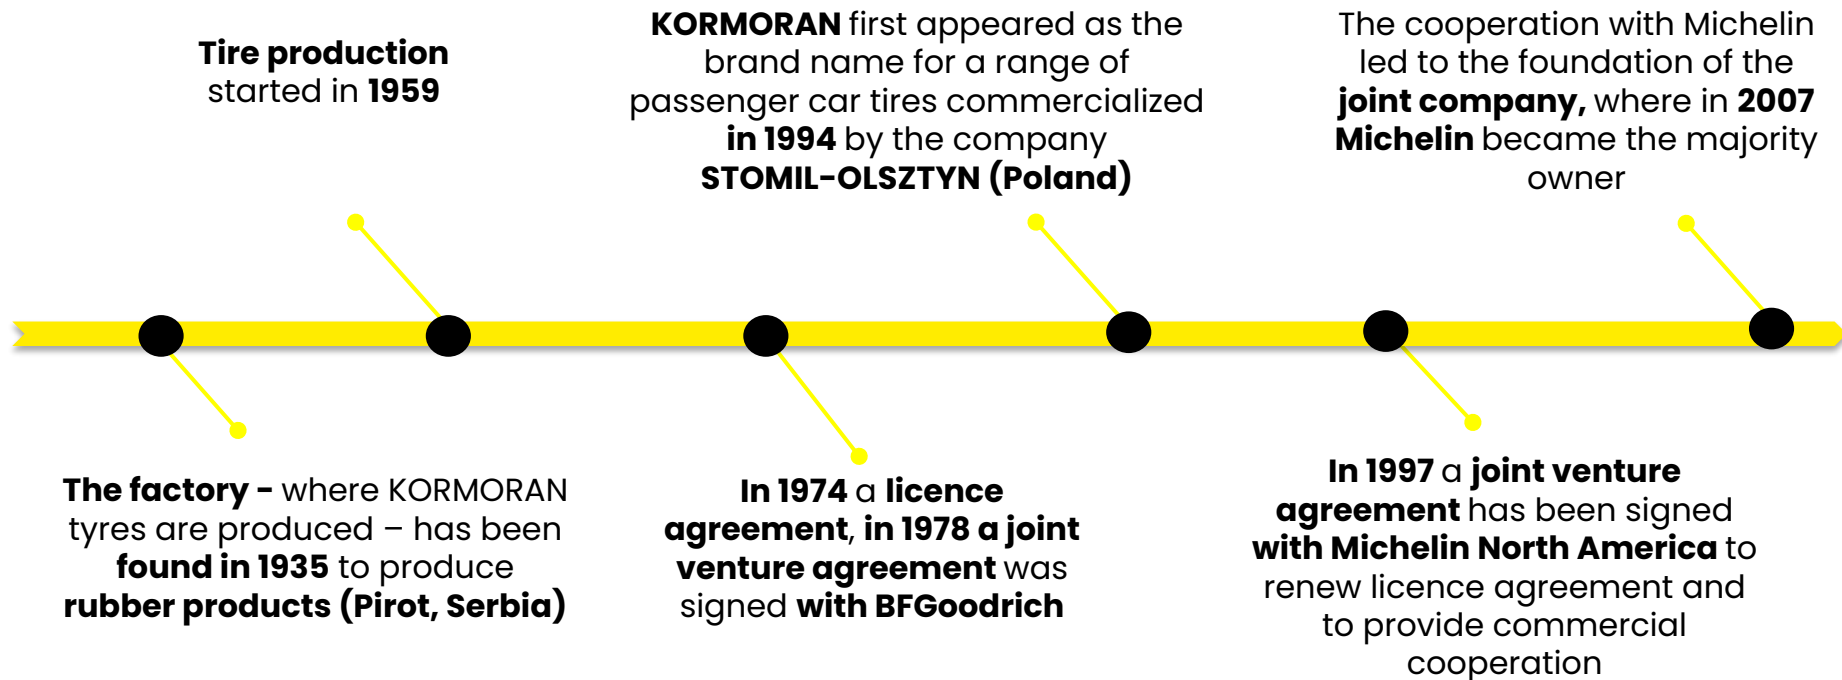 Tire production
started in 1959
KORMORAN first appeared as the
brand name for a range of
passenger car tires commercialized
in 1994 by the company
STOMIL-OLSZTYN (Poland)
The cooperation with Michelin
led to the foundation of the
joint company, where in 2007
Michelin became the majority
owner
The factory - where KORMORAN
tyres are produced – has been
found in 1935 to produce
rubber products (Pirot, Serbia)
In 1974 a licence
agreement, in 1978 a joint
venture agreement was
signed with BFGoodrich
In 1997 a joint venture
agreement has been signed
with Michelin North America to
renew licence agreement and
to provide commercial
cooperation